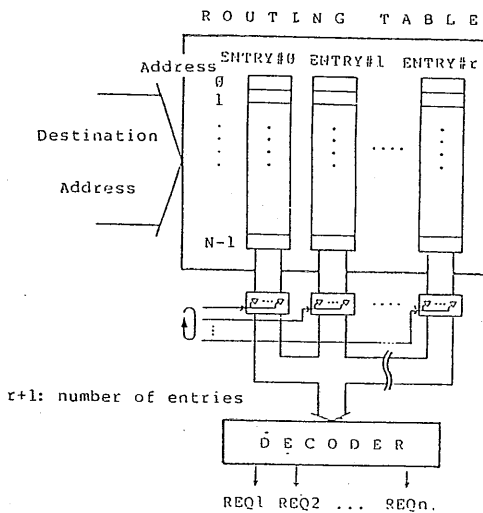 ROUTING TABLE
Address ENTRY#0 ENTRY#1 ENTRY#r
0
1
Destination
Address
N-1
r+1: number of entries
DECODER
REQ1 REQ2 ... REQn.